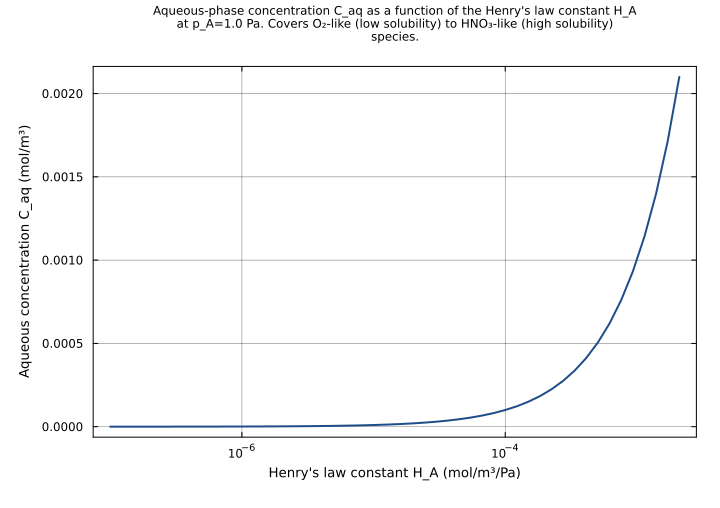 Aqueous-phase concentration C_aq as a function of the Henry's law constant H_A
at p_A=1.0 Pa. Covers O₂-like (low solubility) to HNO₃-like (high solubility)
species.
Aqueous concentration C_aq (mol/m³)
0.0020
0.0015
0.0010
0.0005
0.0000
10⁻⁶
10⁻⁴
Henry's law constant H_A (mol/m³/Pa)